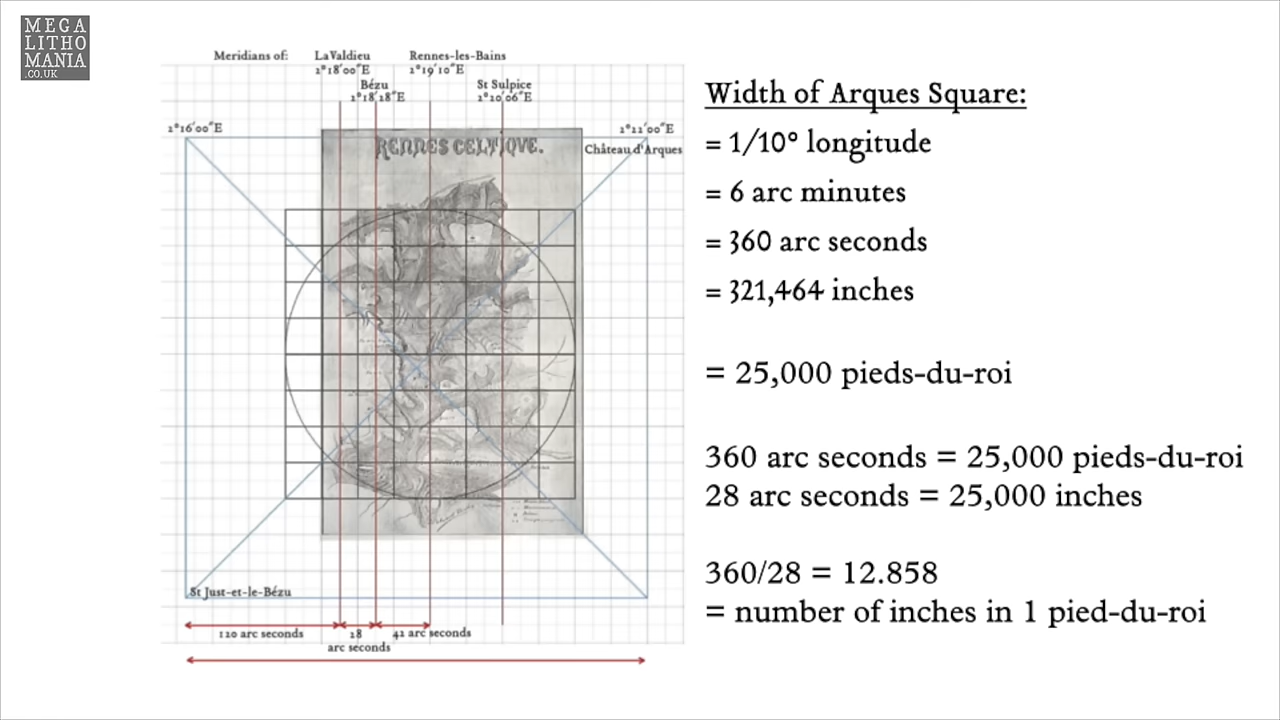 MEGA
LITHO
MANIA
.CO.UK
Meridians of:
La Valdieu
2°18'00"E
Bézu
2°18'28"E
Rennes-les-Bains
2°19'10"E
St Sulpice
2°20'06"E
2°16'00"E
2°22'00"E
Château d'Arques
RENNES CELTIQVE.
St Just-et-le-Bézu
120 arc seconds
28
arc seconds
42 arc seconds
Width of Arques Square:
= 1/10° longitude
= 6 arc minutes
= 360 arc seconds
= 321,464 inches
= 25,000 pieds-du-roi
360 arc seconds = 25,000 pieds-du-roi
28 arc seconds = 25,000 inches
360/28 = 12.858
= number of inches in 1 pied-du-roi